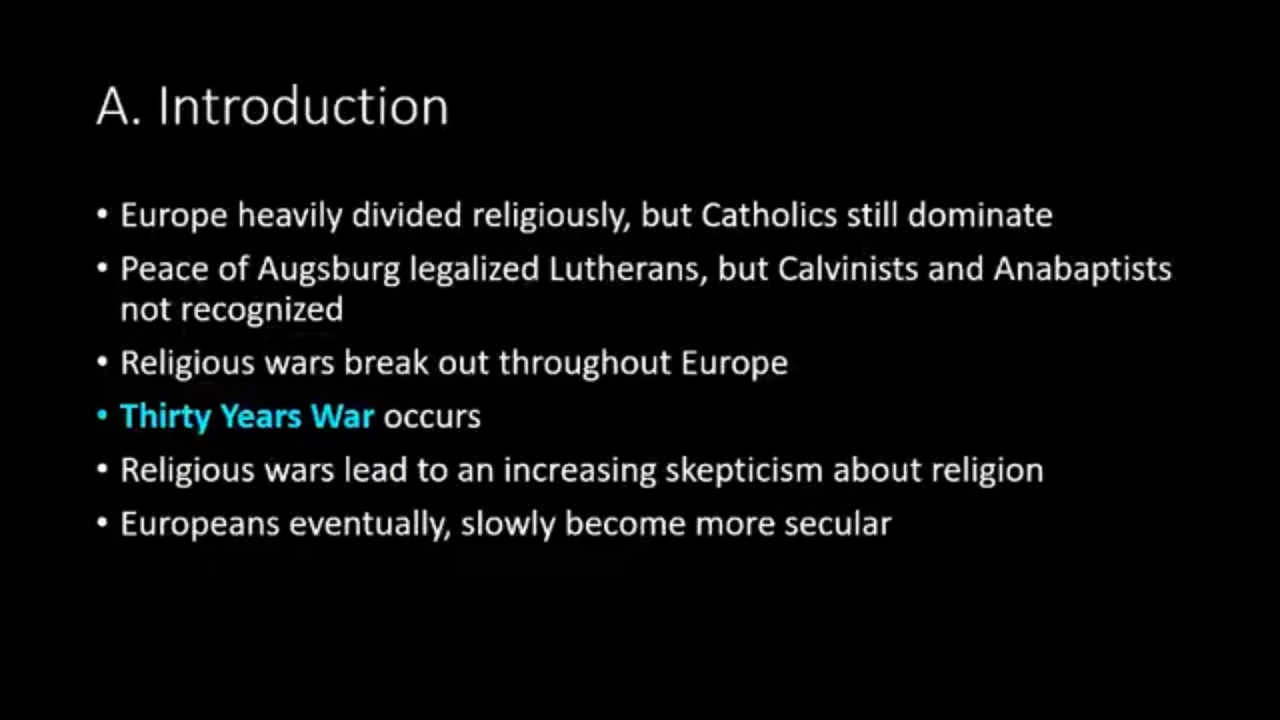 A. Introduction
• Europe heavily divided religiously, but Catholics still dominate
• Peace of Augsburg legalized Lutherans, but Calvinists and Anabaptists
not recognized
• Religious wars break out throughout Europe
• Thirty Years War occurs
• Religious wars lead to an increasing skepticism about religion
• Europeans eventually, slowly become more secular